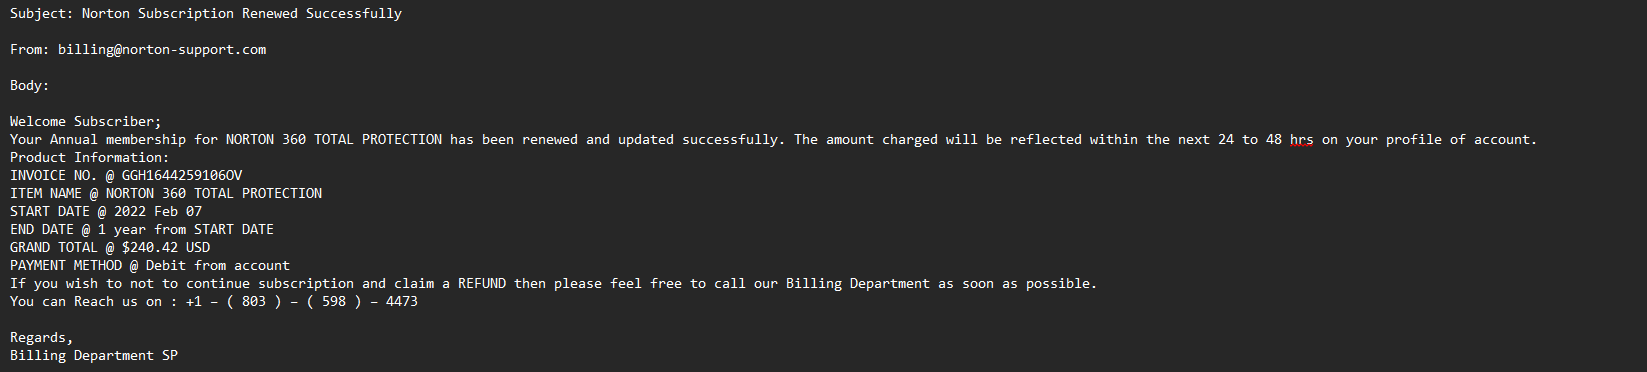 Subject: Norton Subscription Renewed Successfully
From: billing@norton-support.com
Body:
Welcome Subscriber;
Your Annual membership for NORTON 360 TOTAL PROTECTION has been renewed and updated successfully. The amount charged will be reflected within the next 24 to 48 hrs on your profile of account.
Product Information:
INVOICE NO. @ GGH1644259106OV
ITEM NAME @ NORTON 360 TOTAL PROTECTION
START DATE @ 2022 Feb 07
END DATE @ 1 year from START DATE
GRAND TOTAL @ $240.42 USD
PAYMENT METHOD @ Debit from account
If you wish to not to continue subscription and claim a REFUND then please feel free to call our Billing Department as soon as possible.
You can Reach us on : +1 – ( 803 ) – ( 598 ) – 4473
Regards,
Billing Department SP